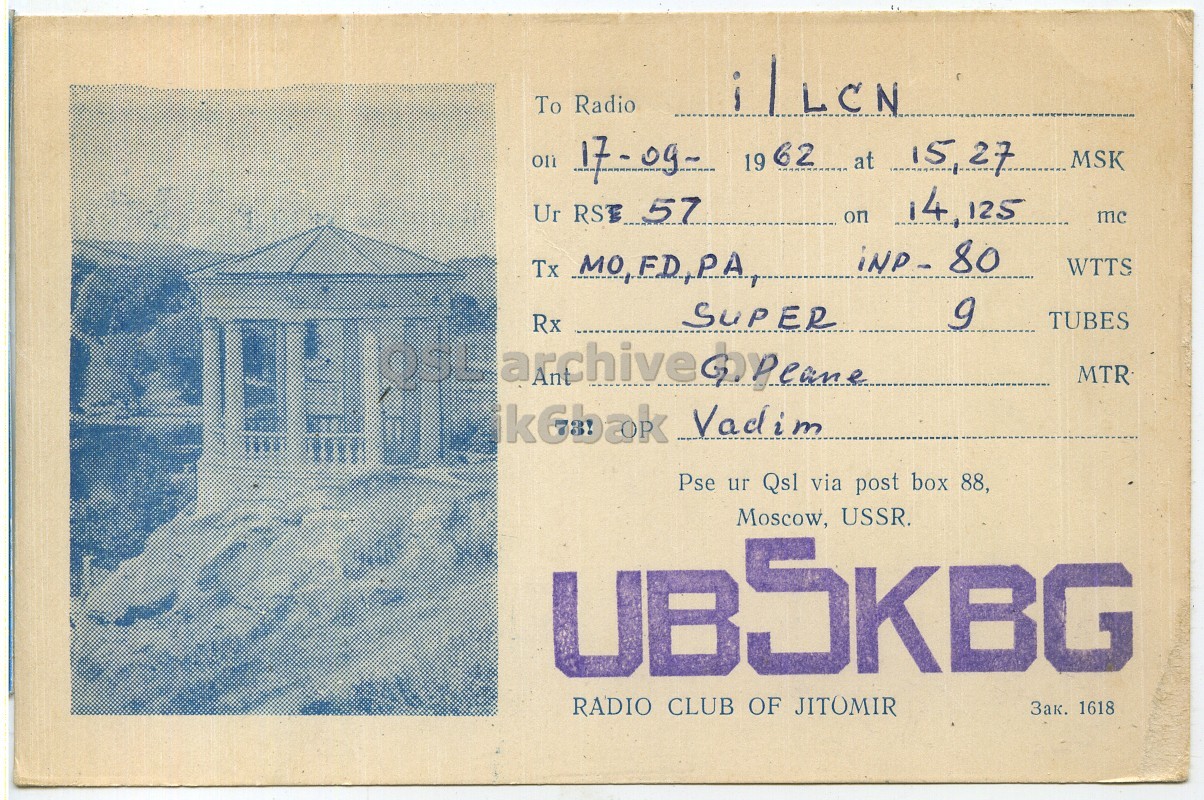 To Radio i1LCN
on 17-09- 1962 at 15,27 MSK
Ur RST 57 on 14,125 mc
Tx MO, FD, PA, INP - 80 WTTS
Rx SUPER 9 TUBES
Ant G. Plane MTR
73! OP Vadim
QSL archive by
ik6bak
Pse ur Qsl via post box 88,
Moscow, USSR.
UB5KBG
RADIO CLUB OF JITOMIR Зак. 1618